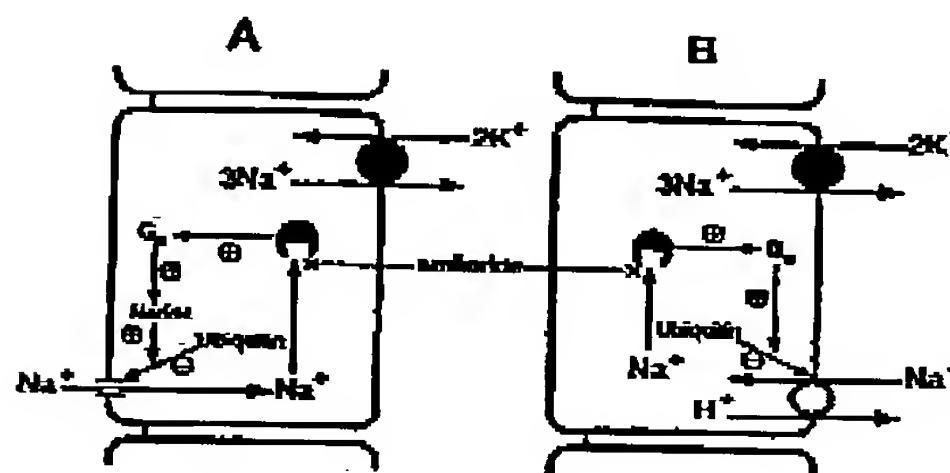 A
B
2K⁺
2K
3Na⁺
3Na⁺
G
⊕
⊕
⊕
⊕
⊕
amiloride
Ubiquitin
Ubiquitin
⊖
⊖
Na⁺
Na⁺
Na⁺
Na⁺
H⁺